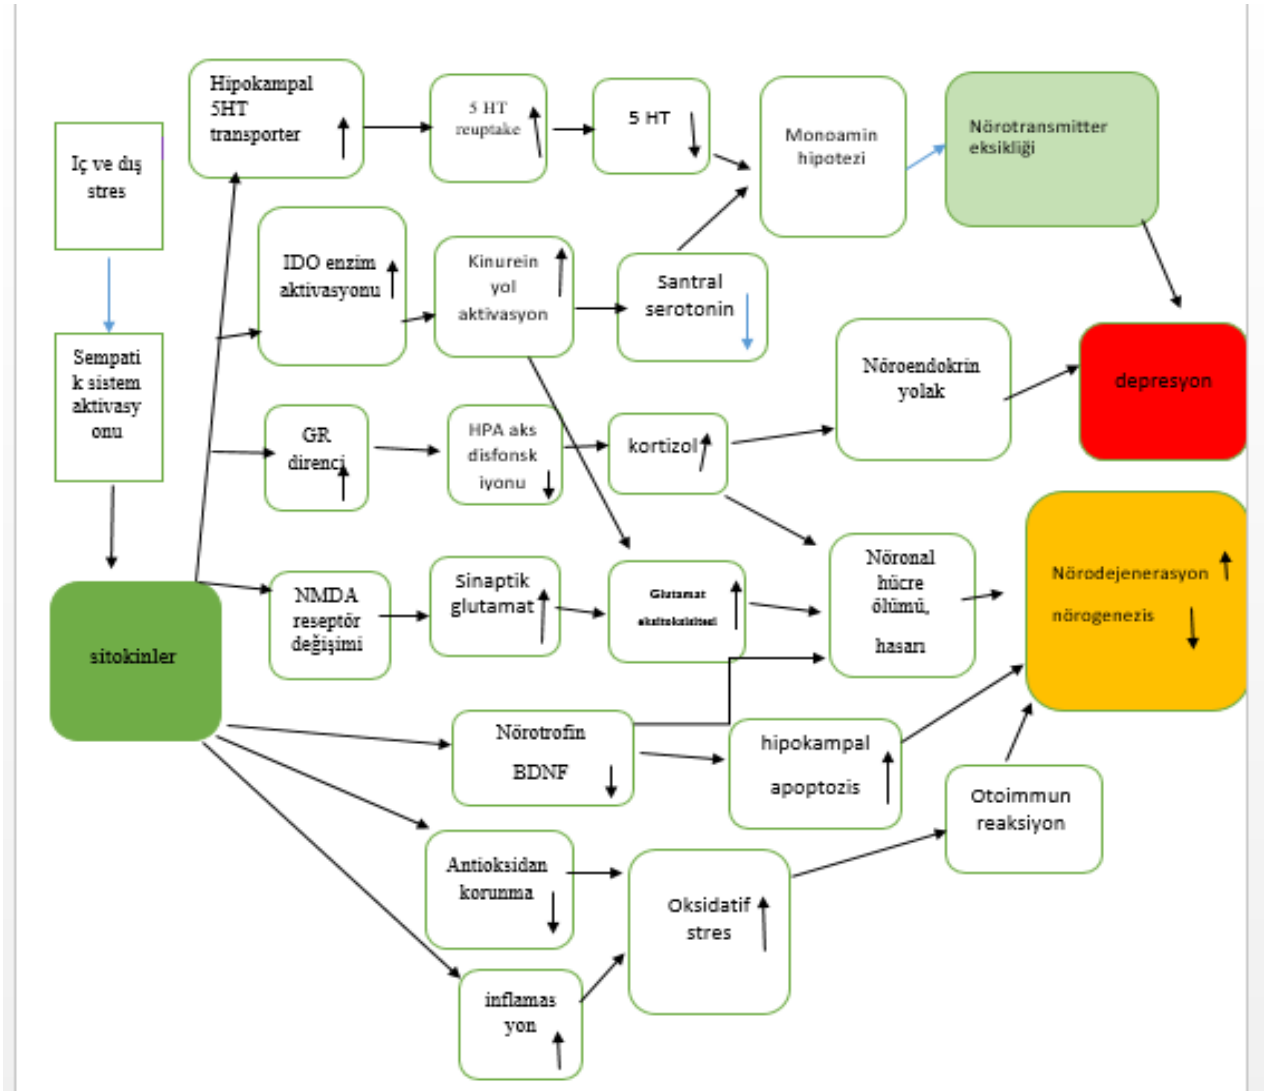 İç ve dış
stres
Sempati
k sistem
aktivasy
onu
sitokinler
Hipokampal
5HT
transporter
5 HT
reuptake
5 HT
Monoamin
hipotezi
Nörotransmitter
eksikliği
IDO enzim
aktivasyonu
Kinurein
yol
aktivasyon
Santral
serotonin
Nöroendokrin
yolak
depresyon
GR
direnci
HPA aks
disfonsk
iyonu
kortizol
NMDA
reseptör
değişimi
Sinaptik
glutamat
Glutamat
eksitoksisitesi
Nöronal
hücre
ölümü,
hasarı
Nörodejenerasyon
nörogenezis
Nörotrofin
BDNF
hipokampal
apoptozis
Otoimmun
reaksiyon
Antioksidan
korunma
Oksidatif
stres
inflamas
yon